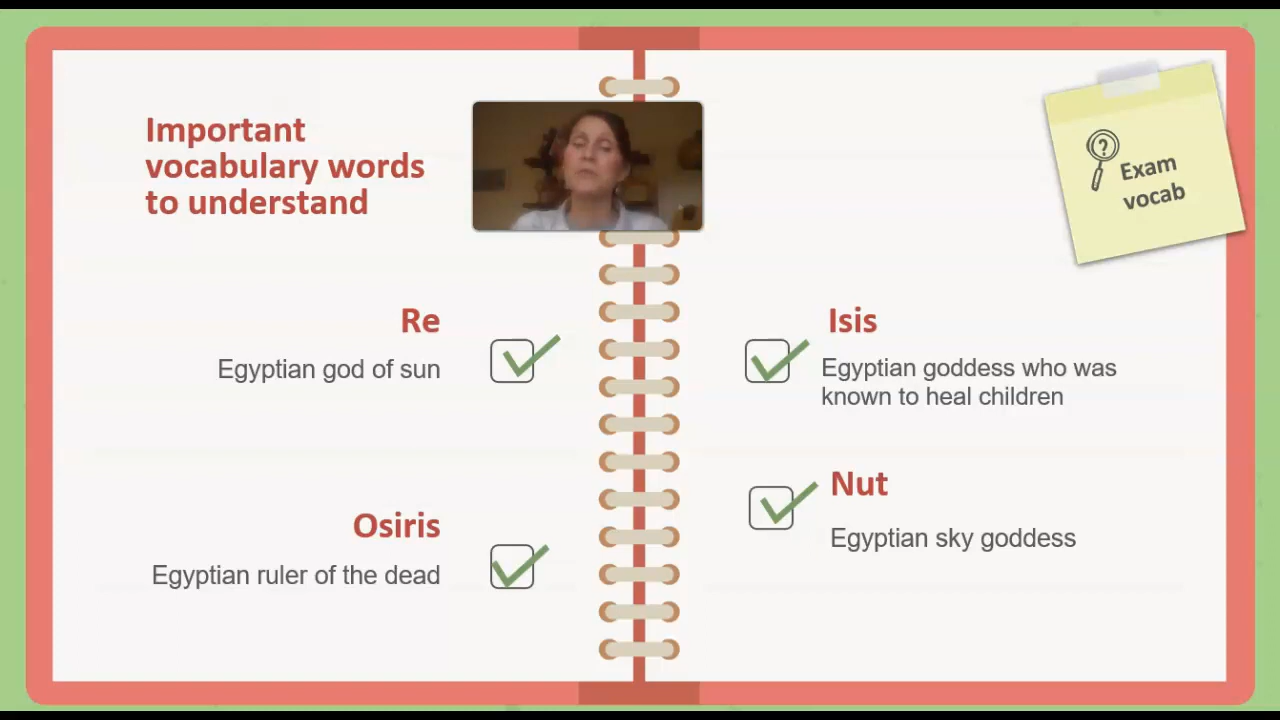 Important
vocabulary words
to understand
?
Exam
vocab
Re
Egyptian god of sun
Osiris
Egyptian ruler of the dead
Isis
Egyptian goddess who was
known to heal children
Nut
Egyptian sky goddess